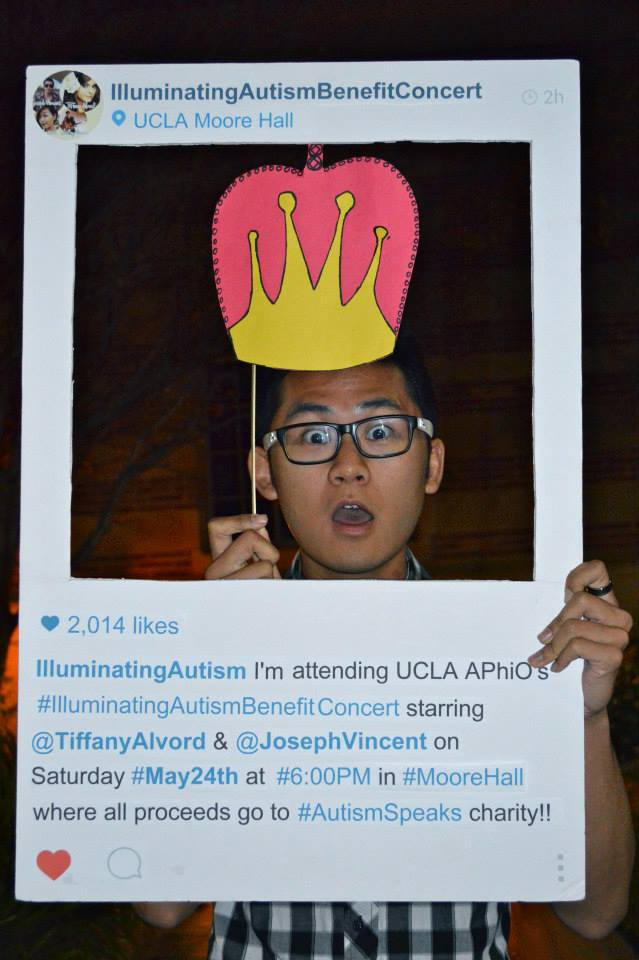 IlluminatingAutismBenefitConcert
2h
UCLA Moore Hall
2,014 likes
IlluminatingAutism I'm attending UCLA APhiO's
#IlluminatingAutismBenefitConcert starring
@TiffanyAlvord & @JosephVincent on
Saturday #May24th at #6:00PM in #MooreHall
where all proceeds go to #AutismSpeaks charity!!